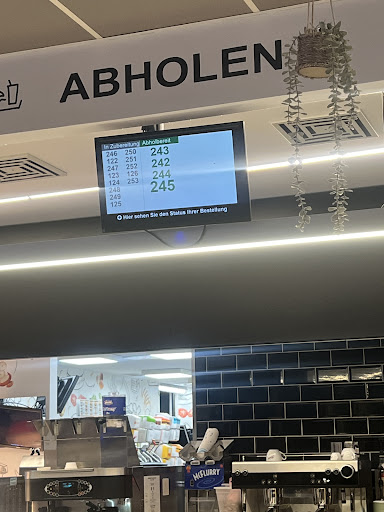 ABHOLEN
In Zubereitung Abholbereit
246 250 243
122 251 242
247 252 244
123 126 245
124 253
248
249
125
Hier sehen Sie den Status Ihrer Bestellung
McFLURRY